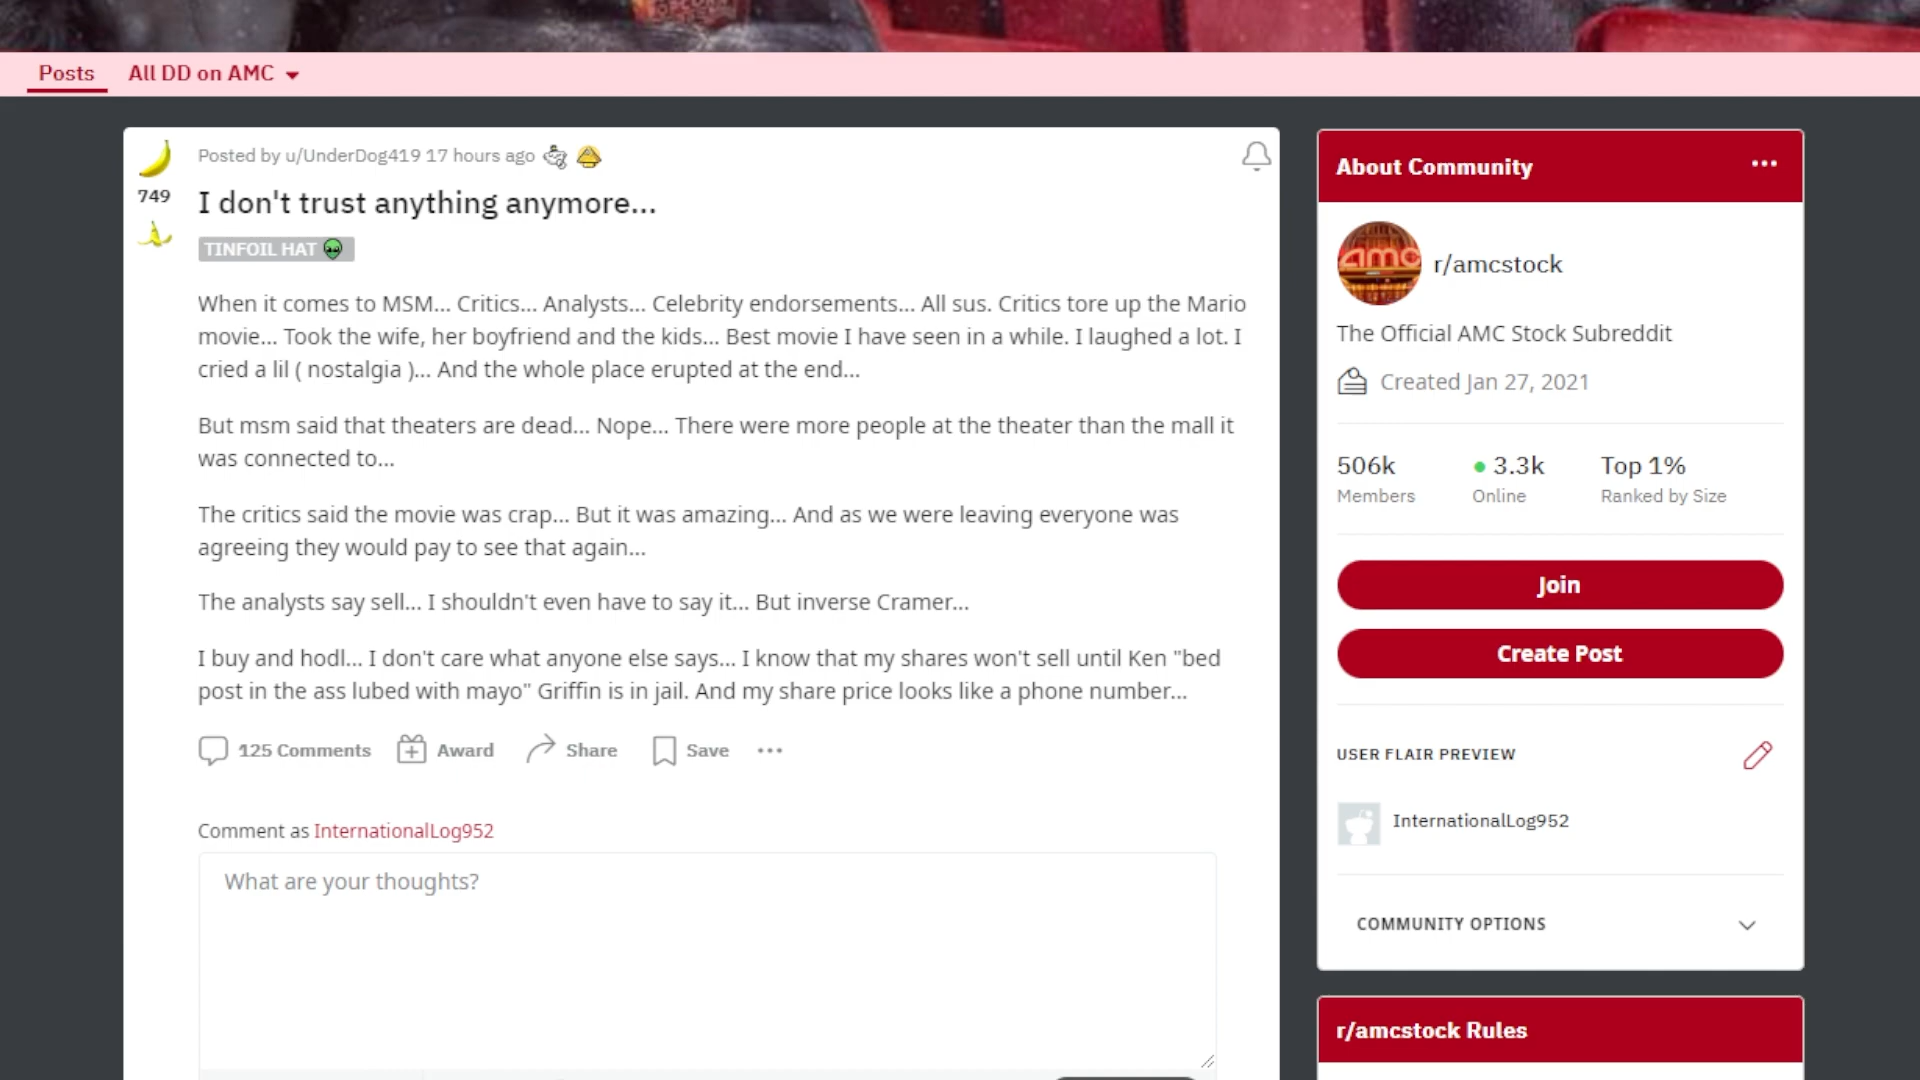 Posts
All DD on AMC
Posted by u/UnderDog419 17 hours ago
749
I don't trust anything anymore...
TINFOIL HAT
When it comes to MSM... Critics... Analysts... Celebrity endorsements... All sus. Critics tore up the Mario
movie... Took the wife, her boyfriend and the kids... Best movie I have seen in a while. I laughed a lot. I
cried a lil ( nostalgia )... And the whole place erupted at the end...
But msm said that theaters are dead... Nope... There were more people at the theater than the mall it
was connected to...
The critics said the movie was crap... But it was amazing... And as we were leaving everyone was
agreeing they would pay to see that again...
The analysts say sell... I shouldn't even have to say it... But inverse Cramer...
I buy and hodl... I don't care what anyone else says... I know that my shares won't sell until Ken "bed
post in the ass lubed with mayo" Griffin is in jail. And my share price looks like a phone number...
125 Comments
Award
Share
Save
Comment as InternationalLog952
What are your thoughts?
About Community
amc
r/amcstock
The Official AMC Stock Subreddit
Created Jan 27, 2021
506k
3.3k
Top 1%
Members
Online
Ranked by Size
Join
Create Post
USER FLAIR PREVIEW
InternationalLog952
COMMUNITY OPTIONS
r/amcstock Rules